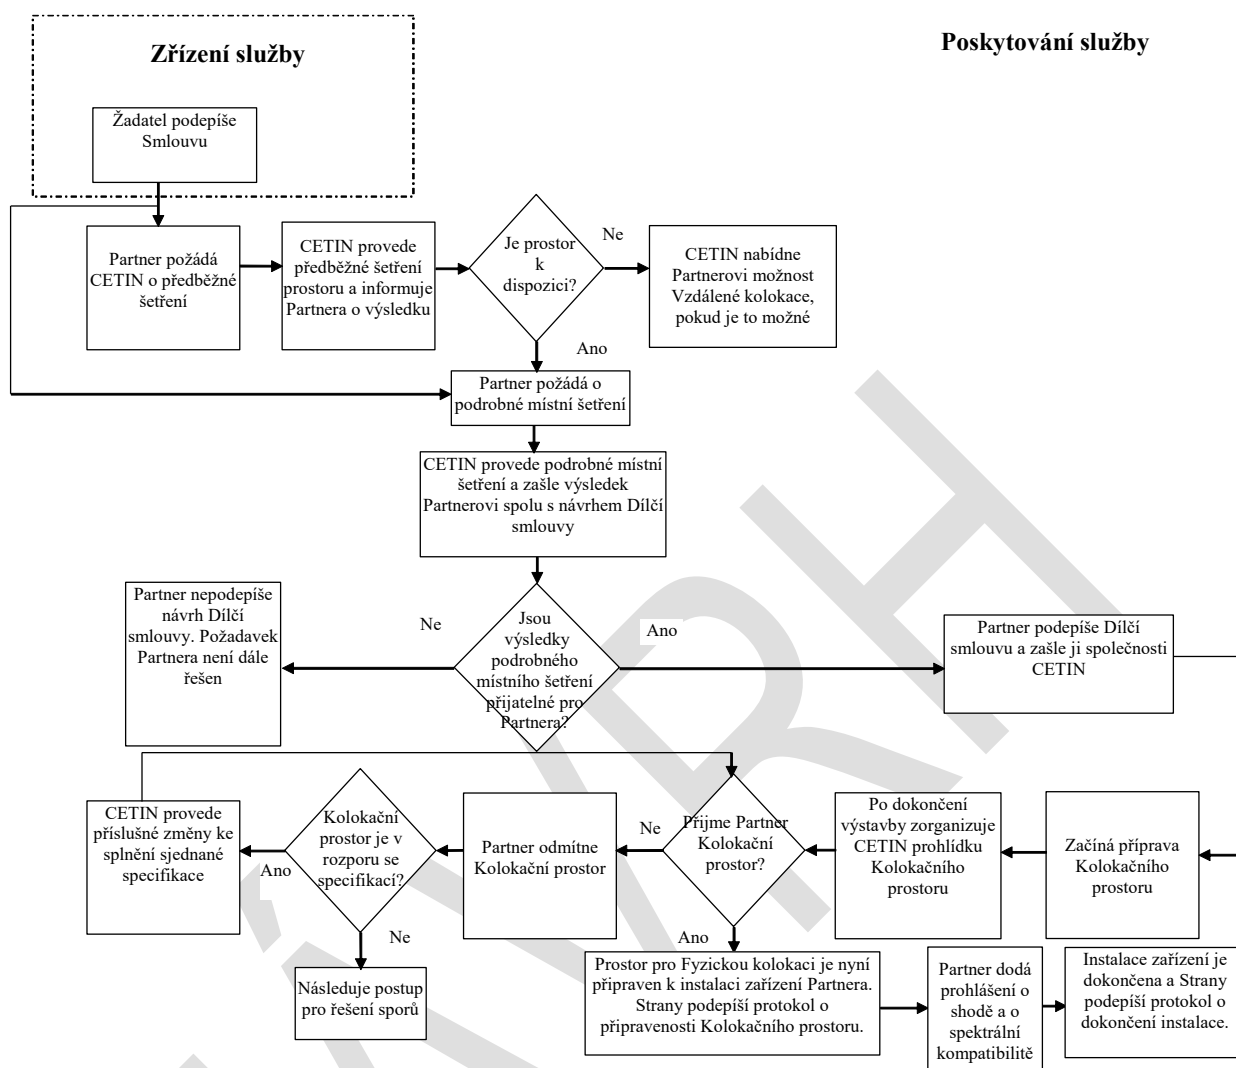 Zřízení služby
Poskytování služby
Žadatel podepíše
Smlouvu
Partner požádá
CETIN o předběžné
šetření
CETIN provede
předběžné šetření
prostoru a informuje
Partnera o výsledku
Je prostor
k
dispozici?
Ne
CETIN nabídne
Partnerovi možnost
Vzdálené kolokace,
pokud je to možné
Ano
Partner požádá o
podrobné místní šetření
CETIN provede podrobné místní
šetření a zašle výsledek
Partnerovi spolu s návrhem Dílčí
smlouvy
Partner nepodepíše
návrh Dílčí
smlouvy. Požadavek
Partnera není dále
řešen
Ne
Jsou
výsledky
podrobného
místního šetření
přijatelné pro
Partnera?
Ano
Partner podepíše Dílčí
smlouvu a zašle ji společnosti
CETIN
CETIN provede
příslušné změny ke
splnění sjednané
specifikace
Ano
Kolokační
prostor je v
rozporu se
specifikací?
Ne
Partner odmítne
Kolokační prostor
Ne
Přijme Partner
Kolokační
prostor?
Ano
Po dokončení
výstavby zorganizuje
CETIN prohlídku
Kolokačního
prostoru
Začíná příprava
Kolokačního
prostoru
Následuje postup
pro řešení sporů
Prostor pro Fyzickou kolokaci je nyní
připraven k instalaci zařízení Partnera.
Strany podepíší protokol o
připravenosti Kolokačního prostoru.
Partner dodá
prohlášení o
shodě a o
spektrální
kompatibilitě
Instalace zařízení je
dokončena a Strany
podepíší protokol o
dokončení instalace.
NÁVRH